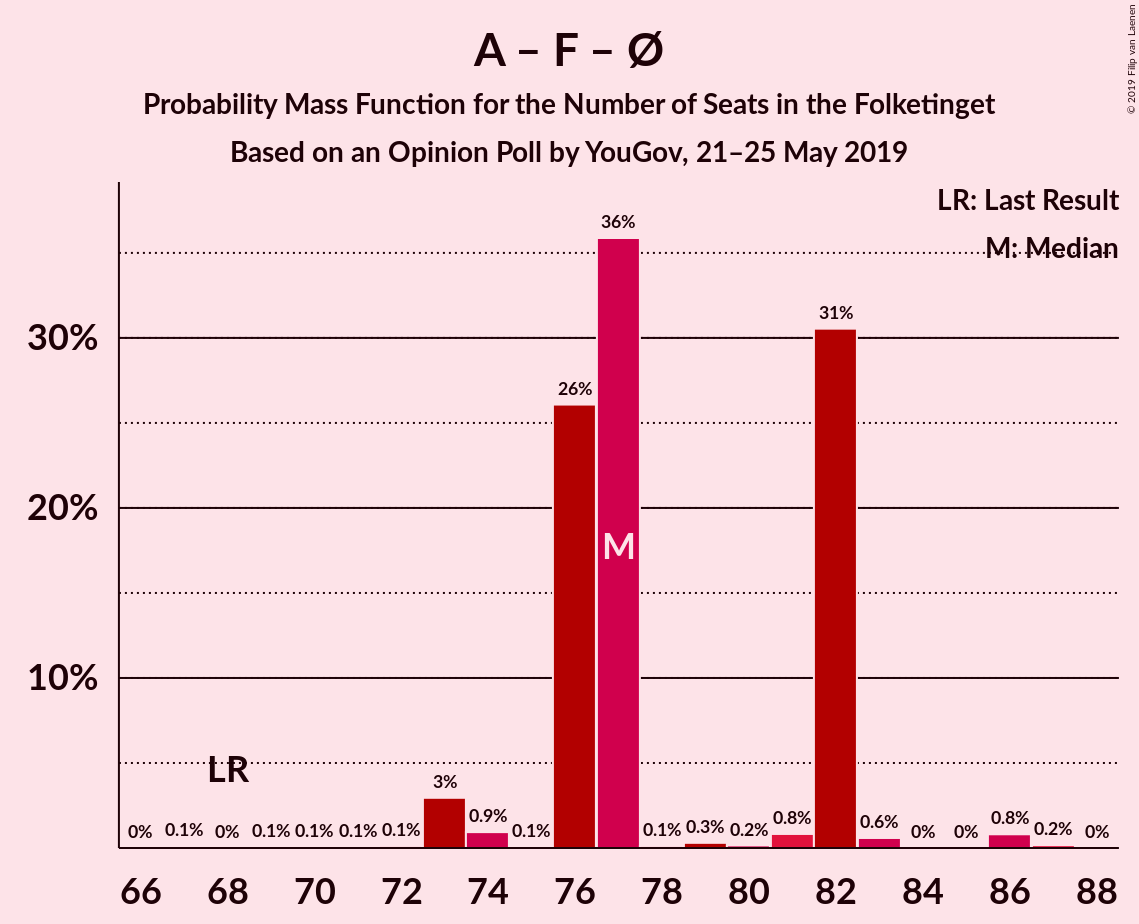 A – F – Ø
Probability Mass Function for the Number of Seats in the Folketinget
Based on an Opinion Poll by YouGov, 21–25 May 2019
© 2019 Filip van Laenen
LR: Last Result
M: Median
36%
31%
30%
26%
20%
M
10%
LR
3%
0% 0.1% 0% 0.1% 0.1% 0.1% 0.1% 0.9% 0.1% 0.1% 0.3% 0.2% 0.8% 0.6% 0% 0% 0.8% 0.2% 0%
66 68 70 72 74 76 78 80 82 84 86 88